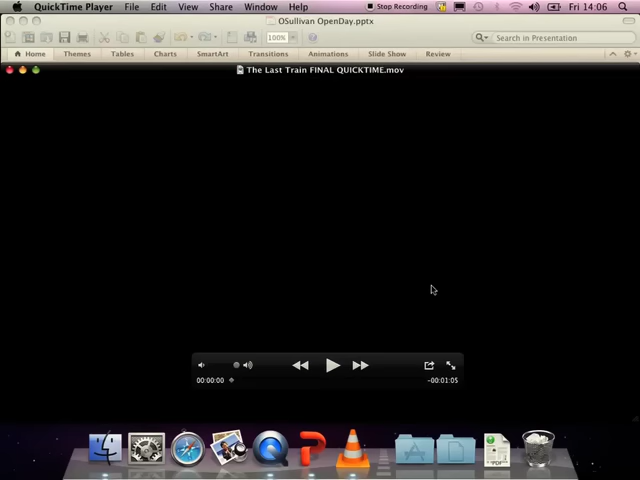 QuickTime Player File Edit View Share Window Help Stop Recording Fri 14:06
OSullivan OpenDay.pptx
100% Search in Presentation
Home Themes Tables Charts SmartArt Transitions Animations Slide Show Review
The Last Train FINAL QUICKTIME.mov
00:00:00 -00:01:05
PDF